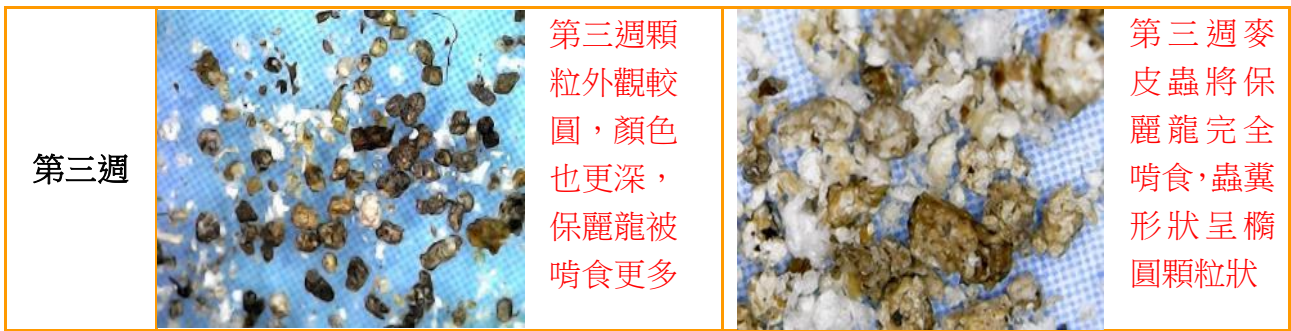 第三週
第三週顆
粒外觀較
圓，顏色
也更深，
保麗龍被
啃食更多
第三週麥
皮蟲將保
麗龍完全
啃食，蟲糞
形狀呈橢
圓顆粒狀